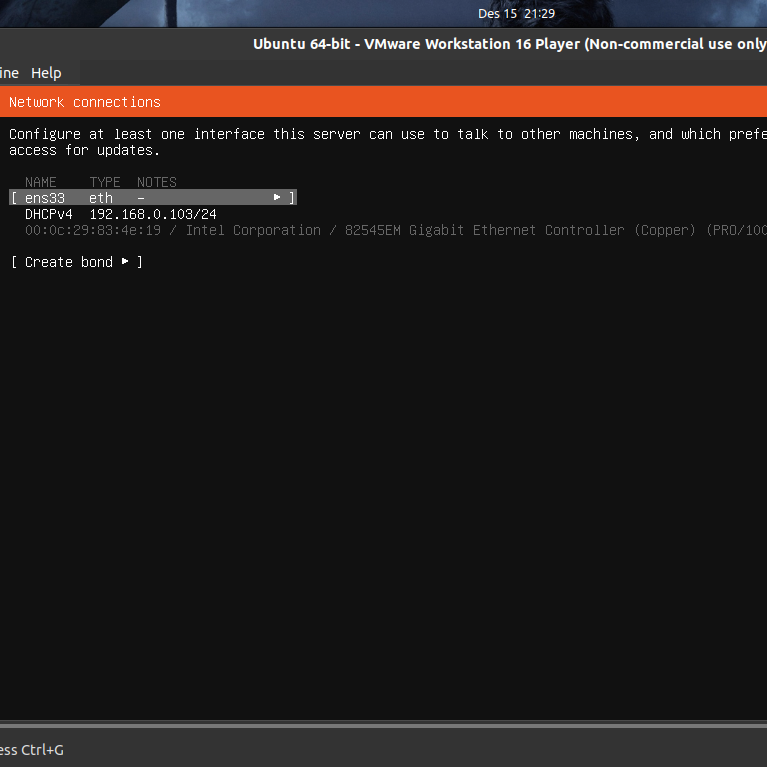 Des 15 21:29
Ubuntu 64-bit - VMware Workstation 16 Player (Non-commercial use only
ine Help
Network connections
Configure at least one interface this server can use to talk to other machines, and which prefe
access for updates.
NAME TYPE NOTES
[ ens33 eth - ▸ ]
DHCPv4 192.168.0.103/24
00:0c:29:83:4e:19 / Intel Corporation / 82545EM Gigabit Ethernet Controller (Copper) (PRO/100
[ Create bond ▸ ]
ess Ctrl+G